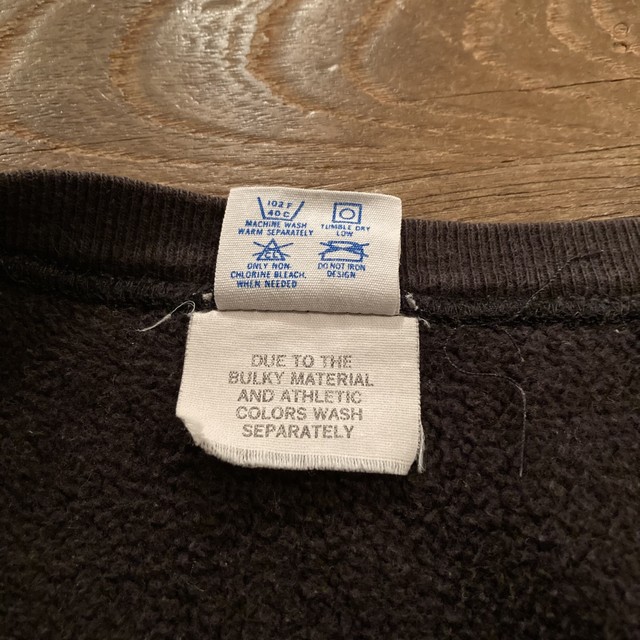 102 F
40 C
MACHINE WASH
WARM SEPARATELY
TUMBLE DRY
LOW
CL
ONLY NON-
CHLORINE BLEACH.
WHEN NEEDED
DO NOT IRON
DESIGN
DUE TO THE
BULKY MATERIAL
AND ATHLETIC
COLORS WASH
SEPARATELY